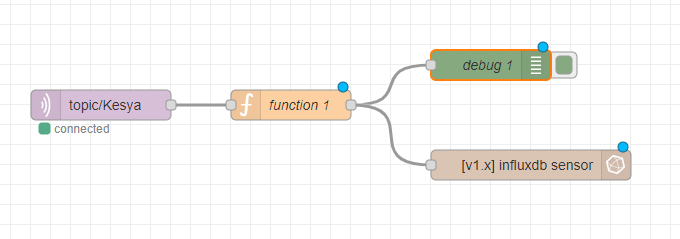 debug 1
topic/Kesya
function 1
connected
[v1.x] influxdb sensor